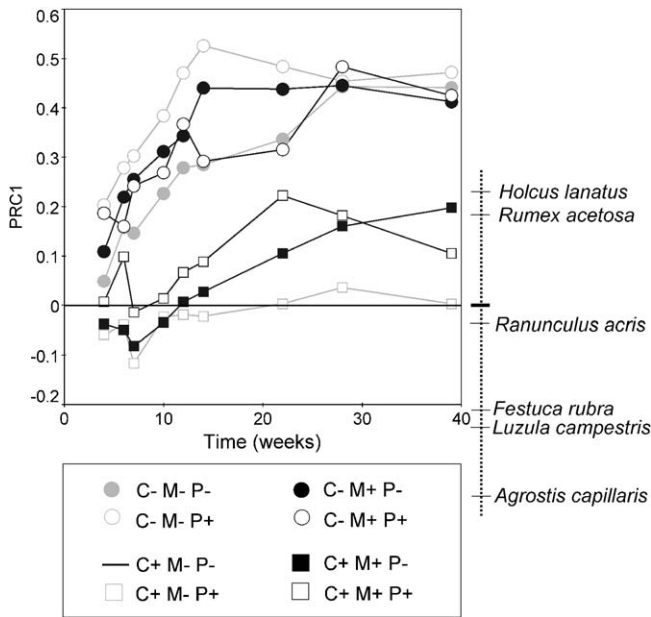 0.6
0.5
0.4
0.3
0.2
0.1
0
-0.1
-0.2
PRC1
0 10 20 30 40
Time (weeks)
Holcus lanatus
Rumex acetosa
Ranunculus acris
Festuca rubra
Luzula campestris
Agrostis capillaris
C- M- P- C- M+ P-
C- M- P+ C- M+ P+
C+ M- P- C+ M+ P-
C+ M- P+ C+ M+ P+